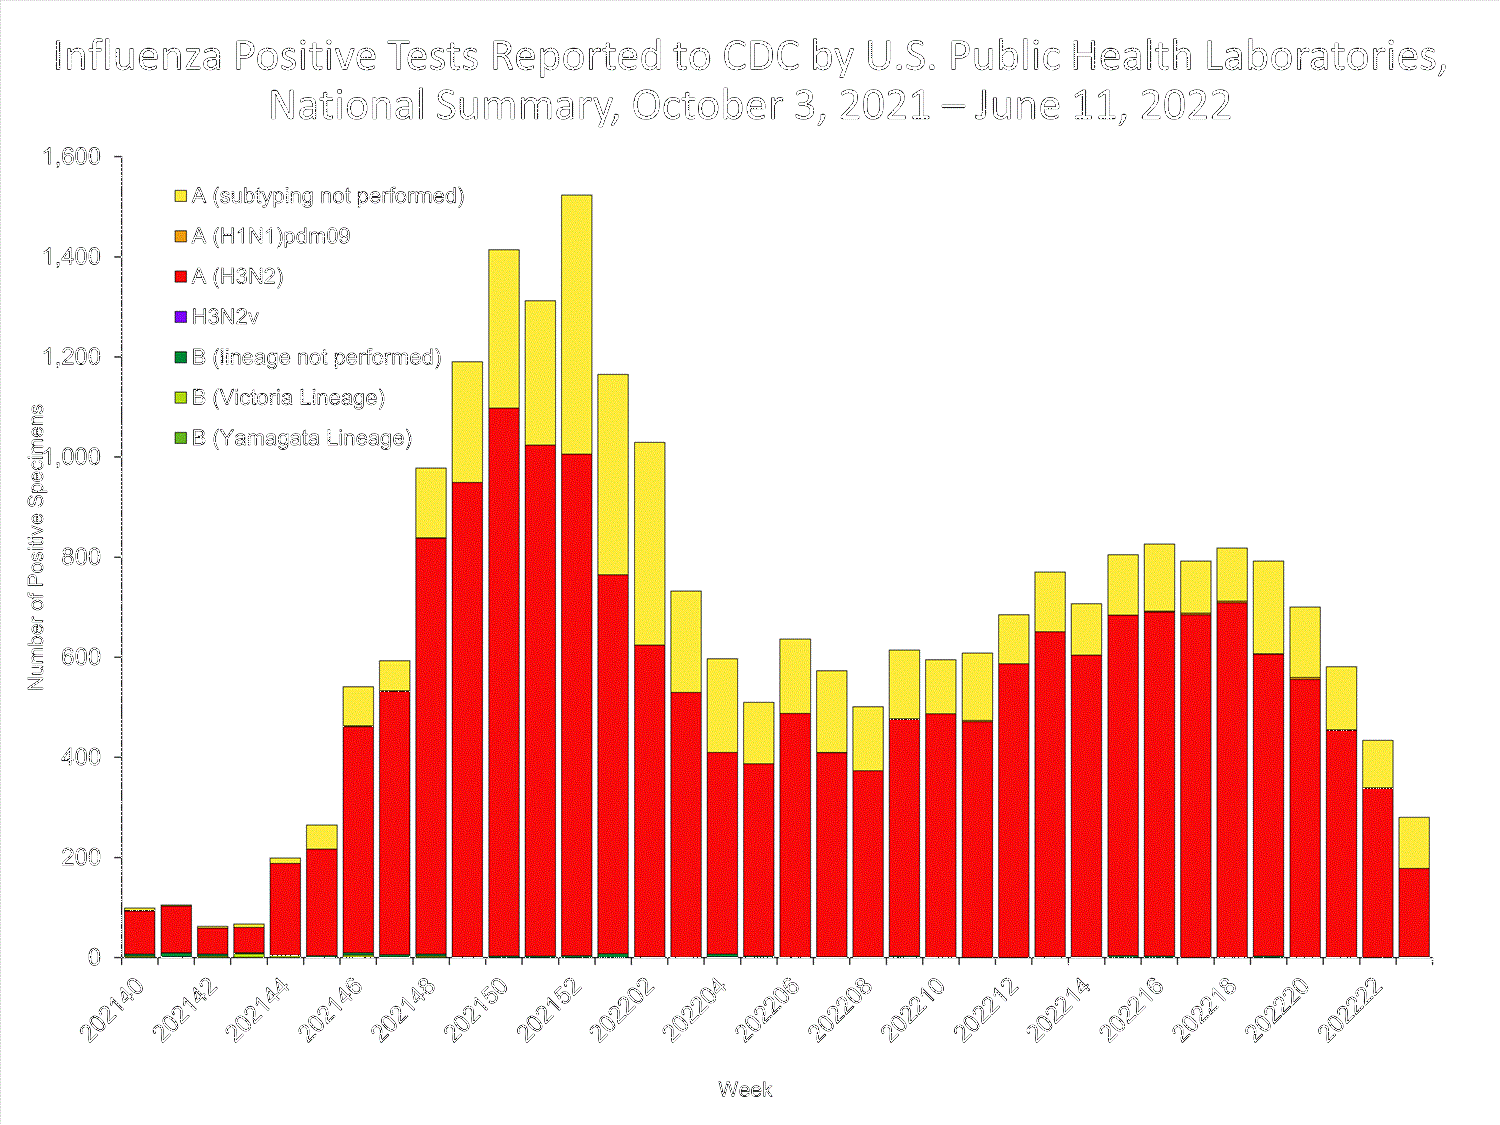 Influenza Positive Tests Reported to CDC by U.S. Public Health Laboratories,
National Summary, October 3, 2021 – June 11, 2022
1,600
1,400
1,200
1,000
800
600
400
200
0
Number of Positive Specimens
A (subtyping not performed)
A (H1N1)pdm09
A (H3N2)
H3N2v
B (lineage not performed)
B (Victoria Lineage)
B (Yamagata Lineage)
202140
202142
202144
202146
202148
202150
202152
202202
202204
202206
202208
202210
202212
202214
202216
202218
202220
202222
Week